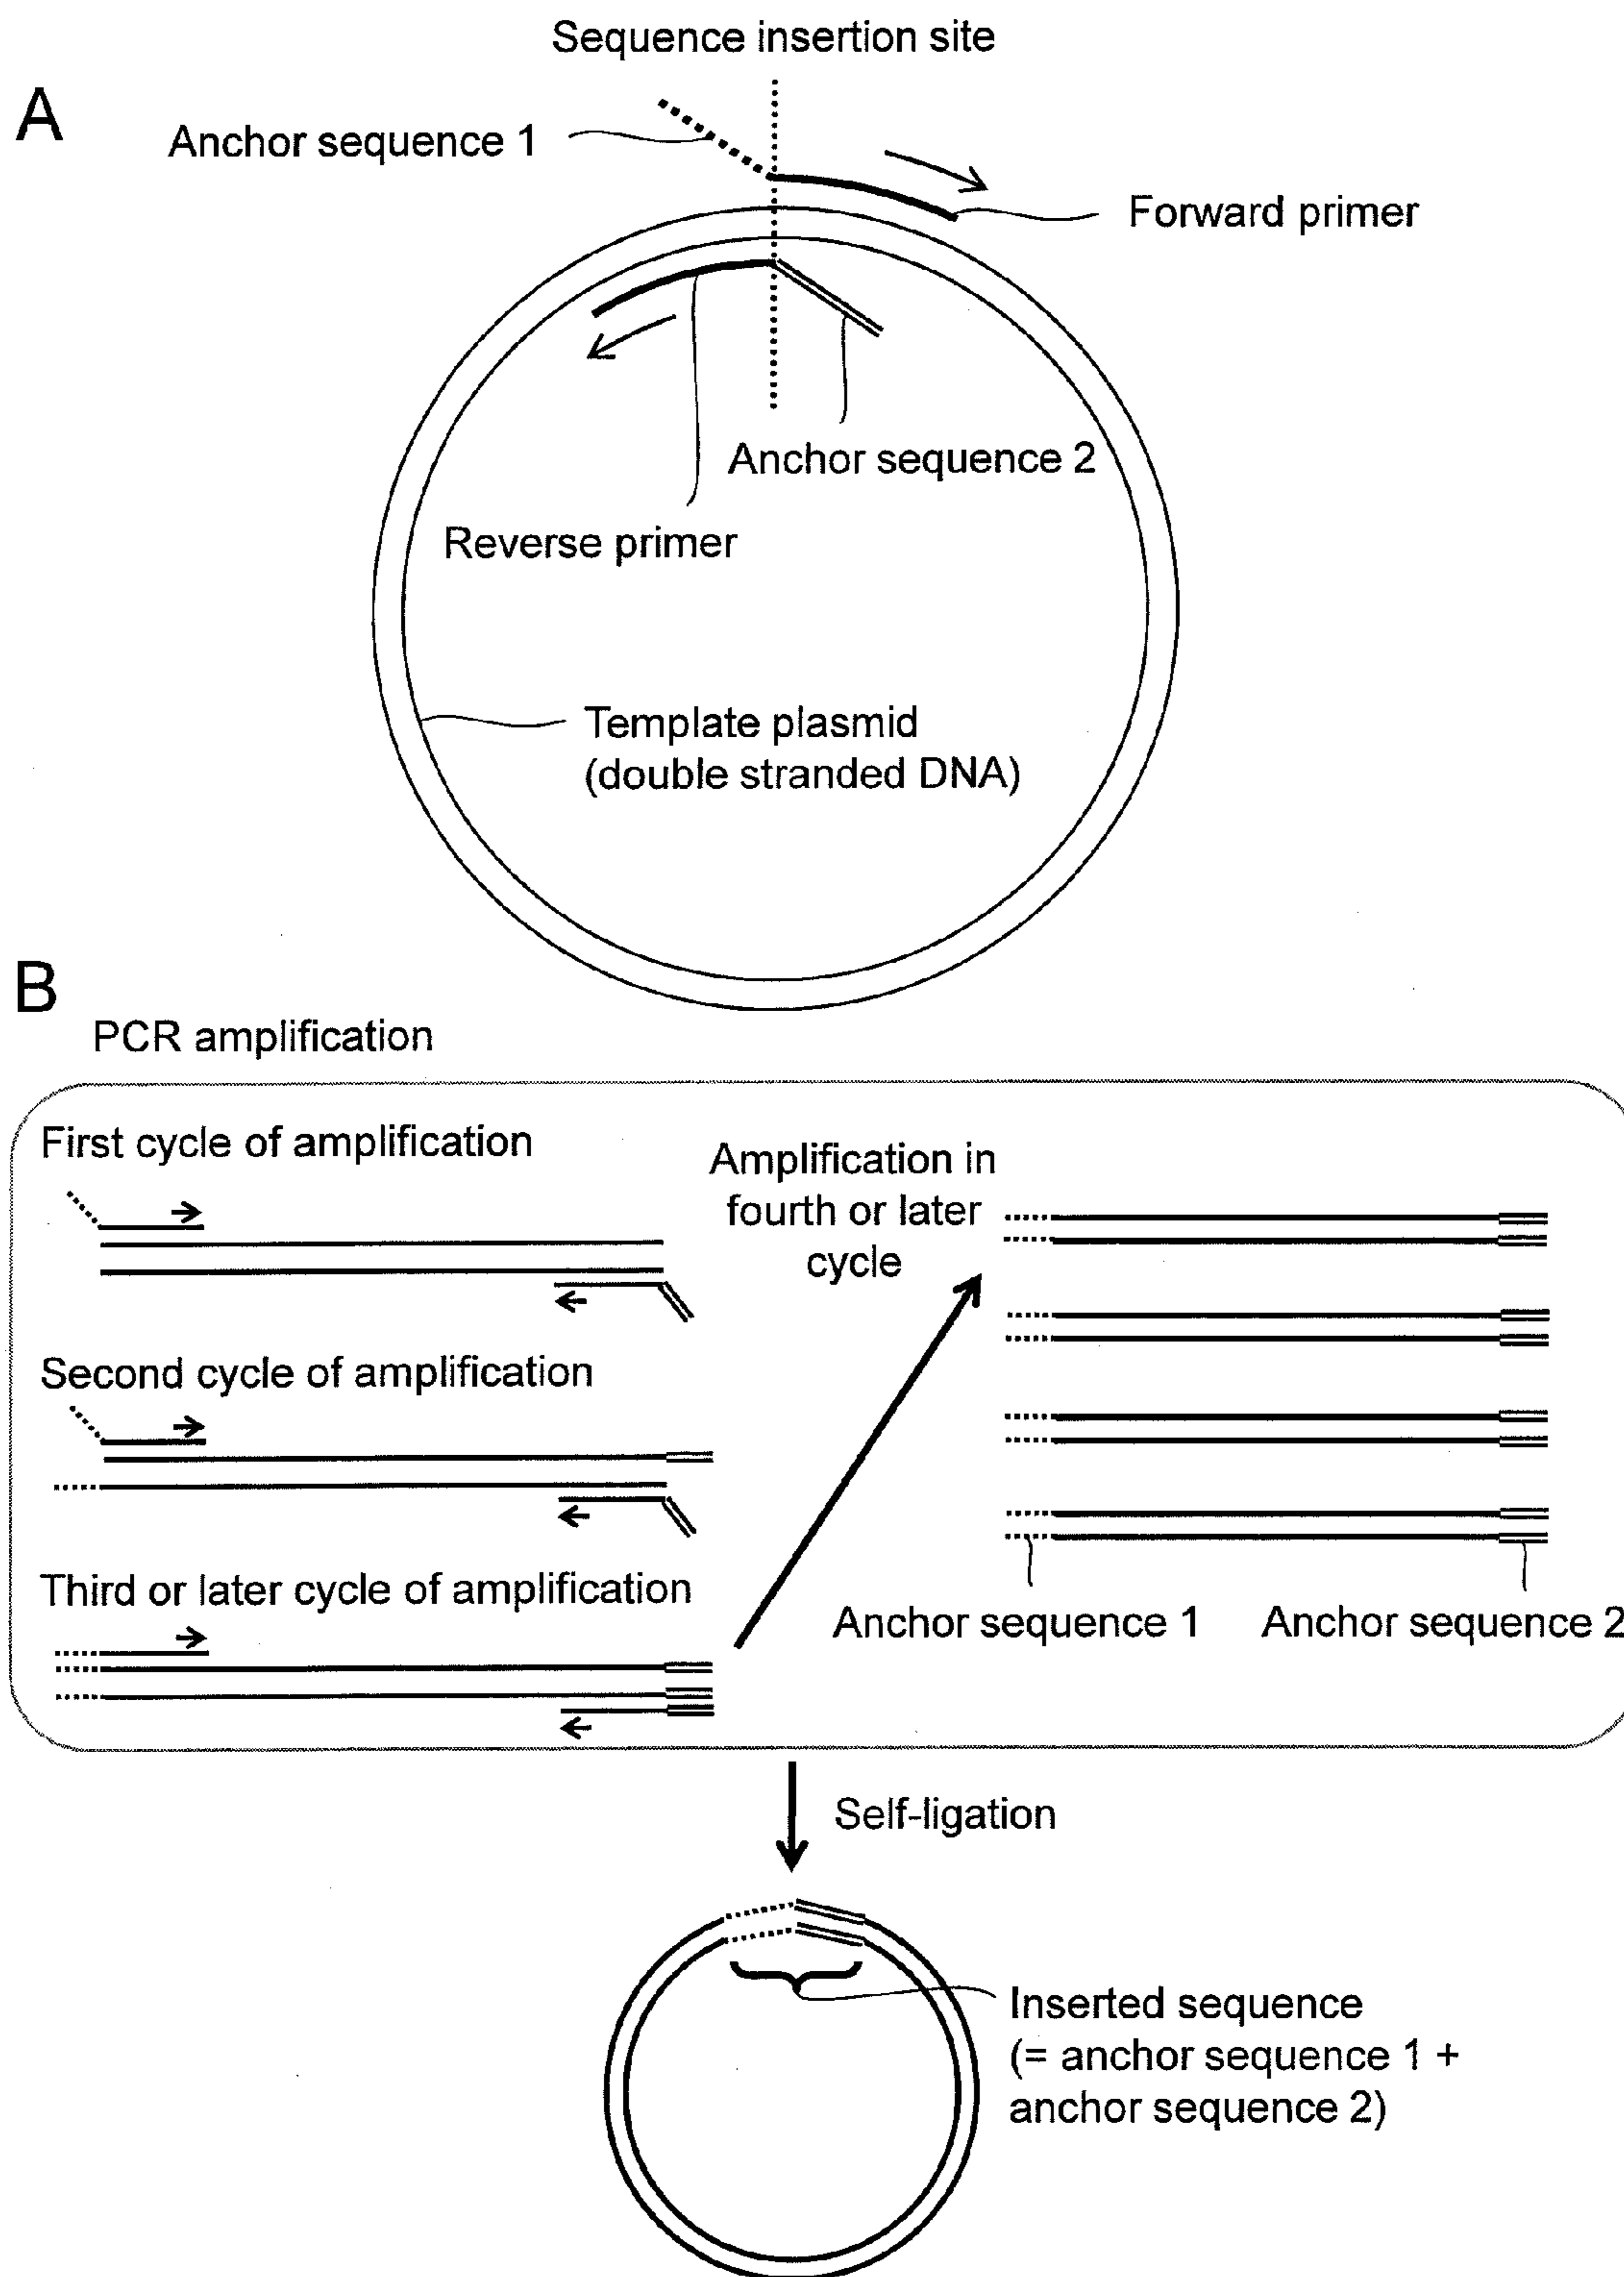 Sequence insertion site
A
Anchor sequence 1
Forward primer
Anchor sequence 2
Reverse primer
Template plasmid
(double stranded DNA)
B
PCR amplification
First cycle of amplification
Second cycle of amplification
Third or later cycle of amplification
Amplification in
fourth or later
cycle
Anchor sequence 1
Anchor sequence 2
Self-ligation
Inserted sequence
(= anchor sequence 1 +
anchor sequence 2)